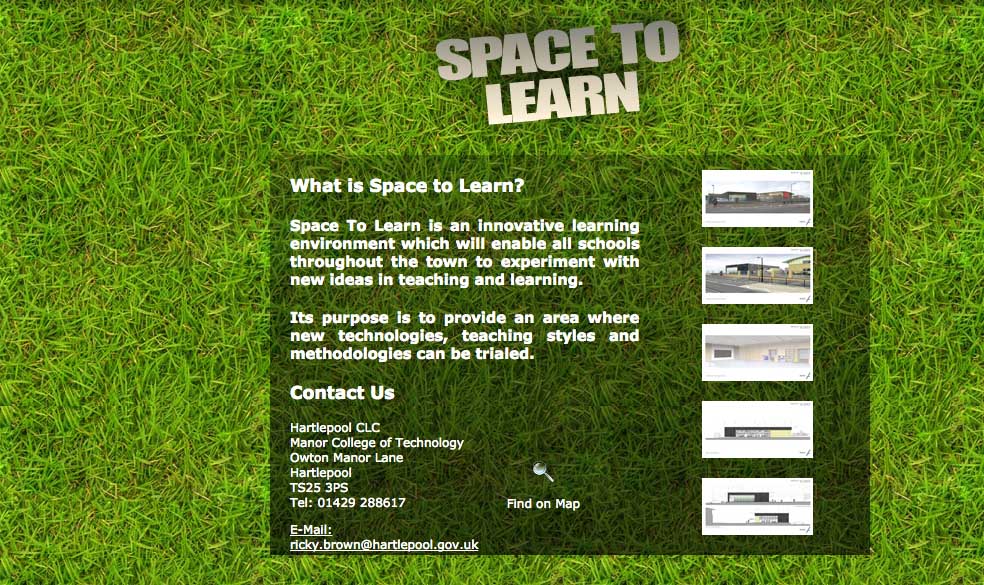 SPACE TO
LEARN
What is Space to Learn?
Space To Learn is an innovative learning
environment which will enable all schools
throughout the town to experiment with
new ideas in teaching and learning.
Its purpose is to provide an area where
new technologies, teaching styles and
methodologies can be trialed.
Contact Us
Hartlepool CLC
Manor College of Technology
Owton Manor Lane
Hartlepool
TS25 3PS
Tel: 01429 288617
Find on Map
E-Mail:
ricky.brown@hartlepool.gov.uk